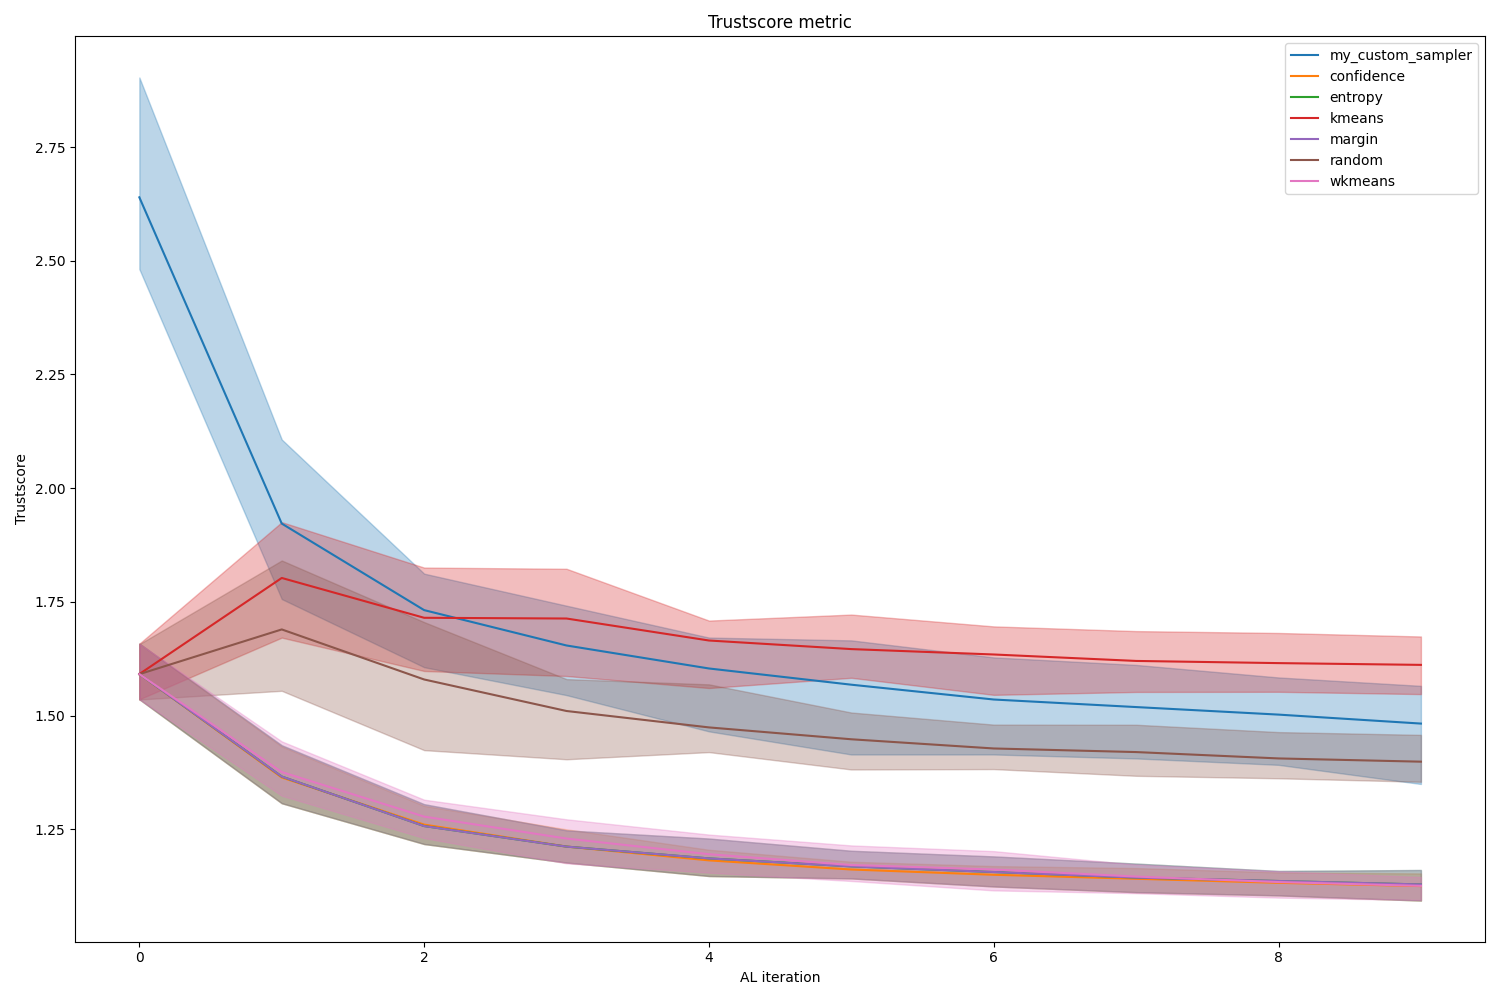 Trustscore metric
my_custom_sampler
confidence
entropy
kmeans
margin
random
wkmeans
Trustscore
2.75
2.50
2.25
2.00
1.75
1.50
1.25
0
2
4
6
8
AL iteration